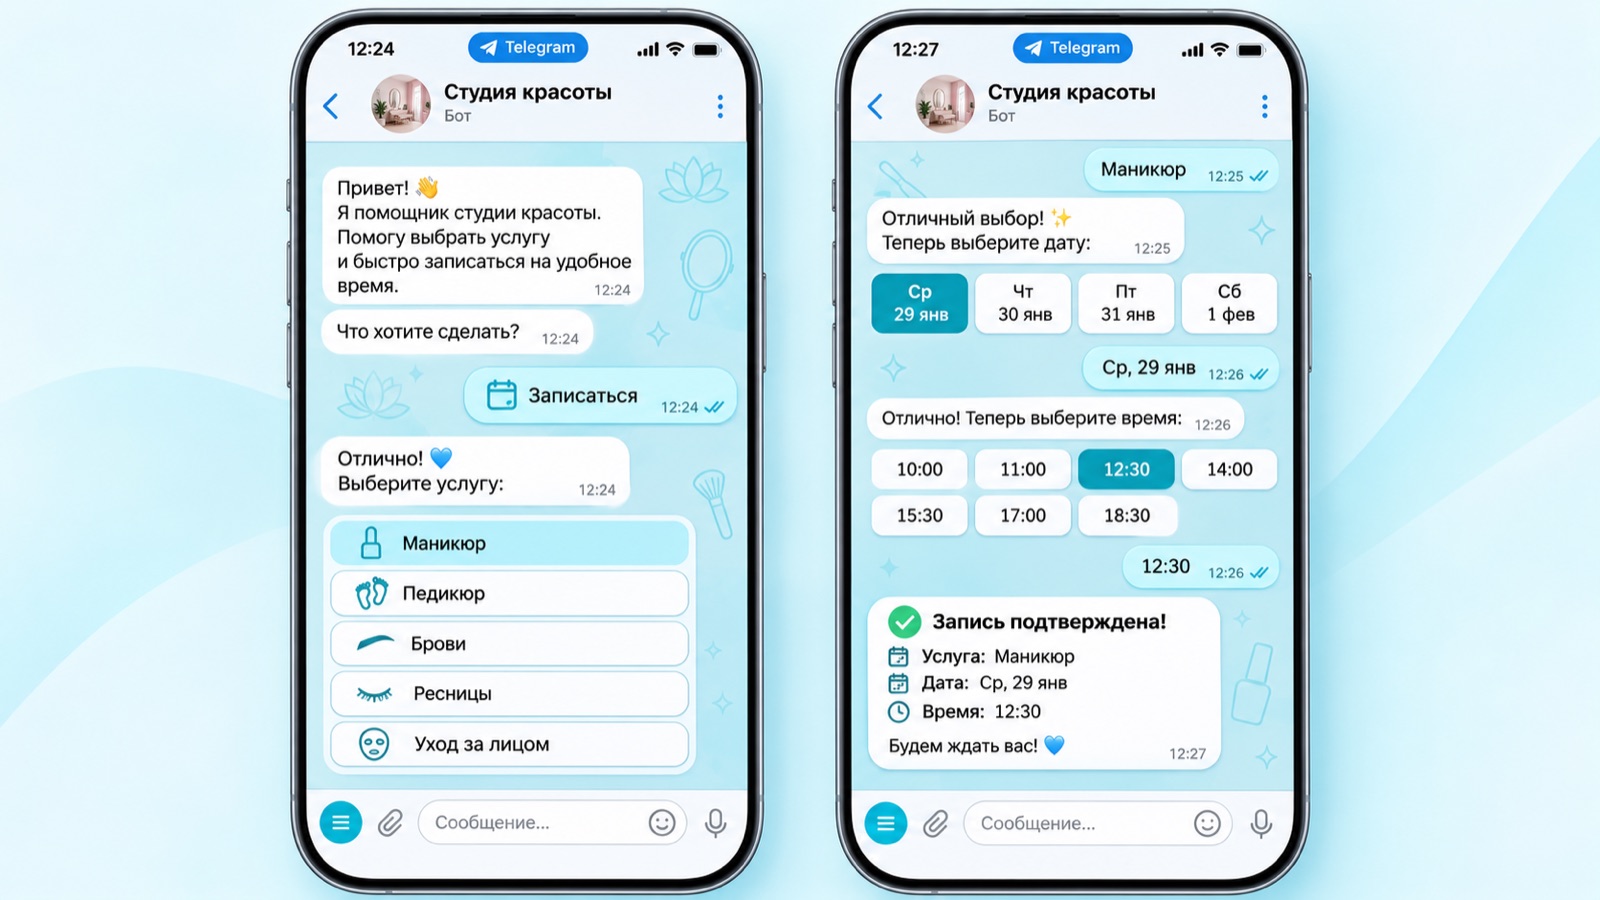 12:24
Telegram
Студия красоты
Бот
Привет! 👋
Я помощник студии красоты.
Помогу выбрать услугу
и быстро записаться на удобное
время.
12:24
Что хотите сделать?
12:24
Записаться
12:24
Отлично! 💙
Выберите услугу:
12:24
Маникюр
Педикюр
Брови
Ресницы
Уход за лицом
Сообщение...
12:27
Telegram
Студия красоты
Бот
Маникюр
12:25
Отличный выбор! ✨
Теперь выберите дату:
12:25
Ср
29 янв
Чт
30 янв
Пт
31 янв
Сб
1 фев
Ср, 29 янв
12:26
Отлично! Теперь выберите время:
12:26
10:00
11:00
12:30
14:00
15:30
17:00
18:30
12:30
12:26
Запись подтверждена!
Услуга: Маникюр
Дата: Ср, 29 янв
Время: 12:30
Будем ждать вас! 💙
12:27
Сообщение...